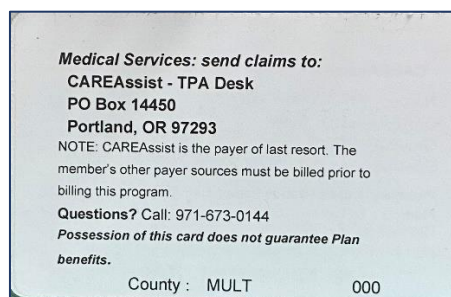 Medical Services: send claims to:
CAREAssist - TPA Desk
PO Box 14450
Portland, OR 97293
NOTE: CAREAssist is the payer of last resort. The
member's other payer sources must be billed prior to
billing this program.
Questions? Call: 971-673-0144
Possession of this card does not guarantee Plan
benefits.
County : MULT 000